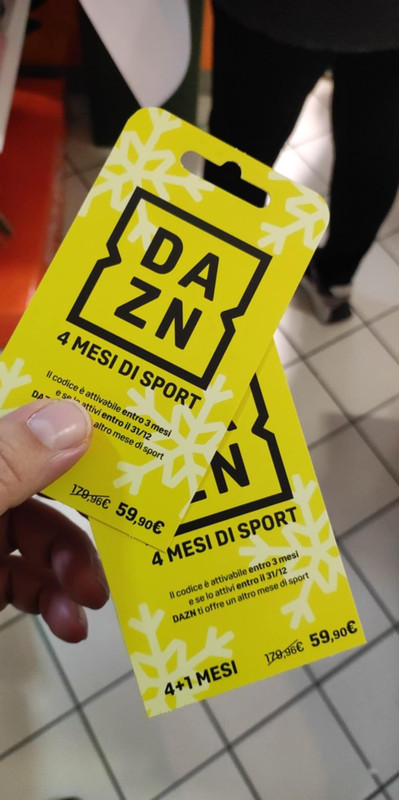 DA
ZN
4 MESI DI SPORT
Il codice è attivabile entro 3 mesi
e se lo attivi entro il 31/12
DAZN altro mese di sport
179,96€ 59,90€
ZN
4 MESI DI SPORT
Il codice è attivabile entro 3 mesi
e se lo attivi entro il 31/12
DAZN ti offre un altro mese di sport
4+1 MESI 179,96€ 59,90€